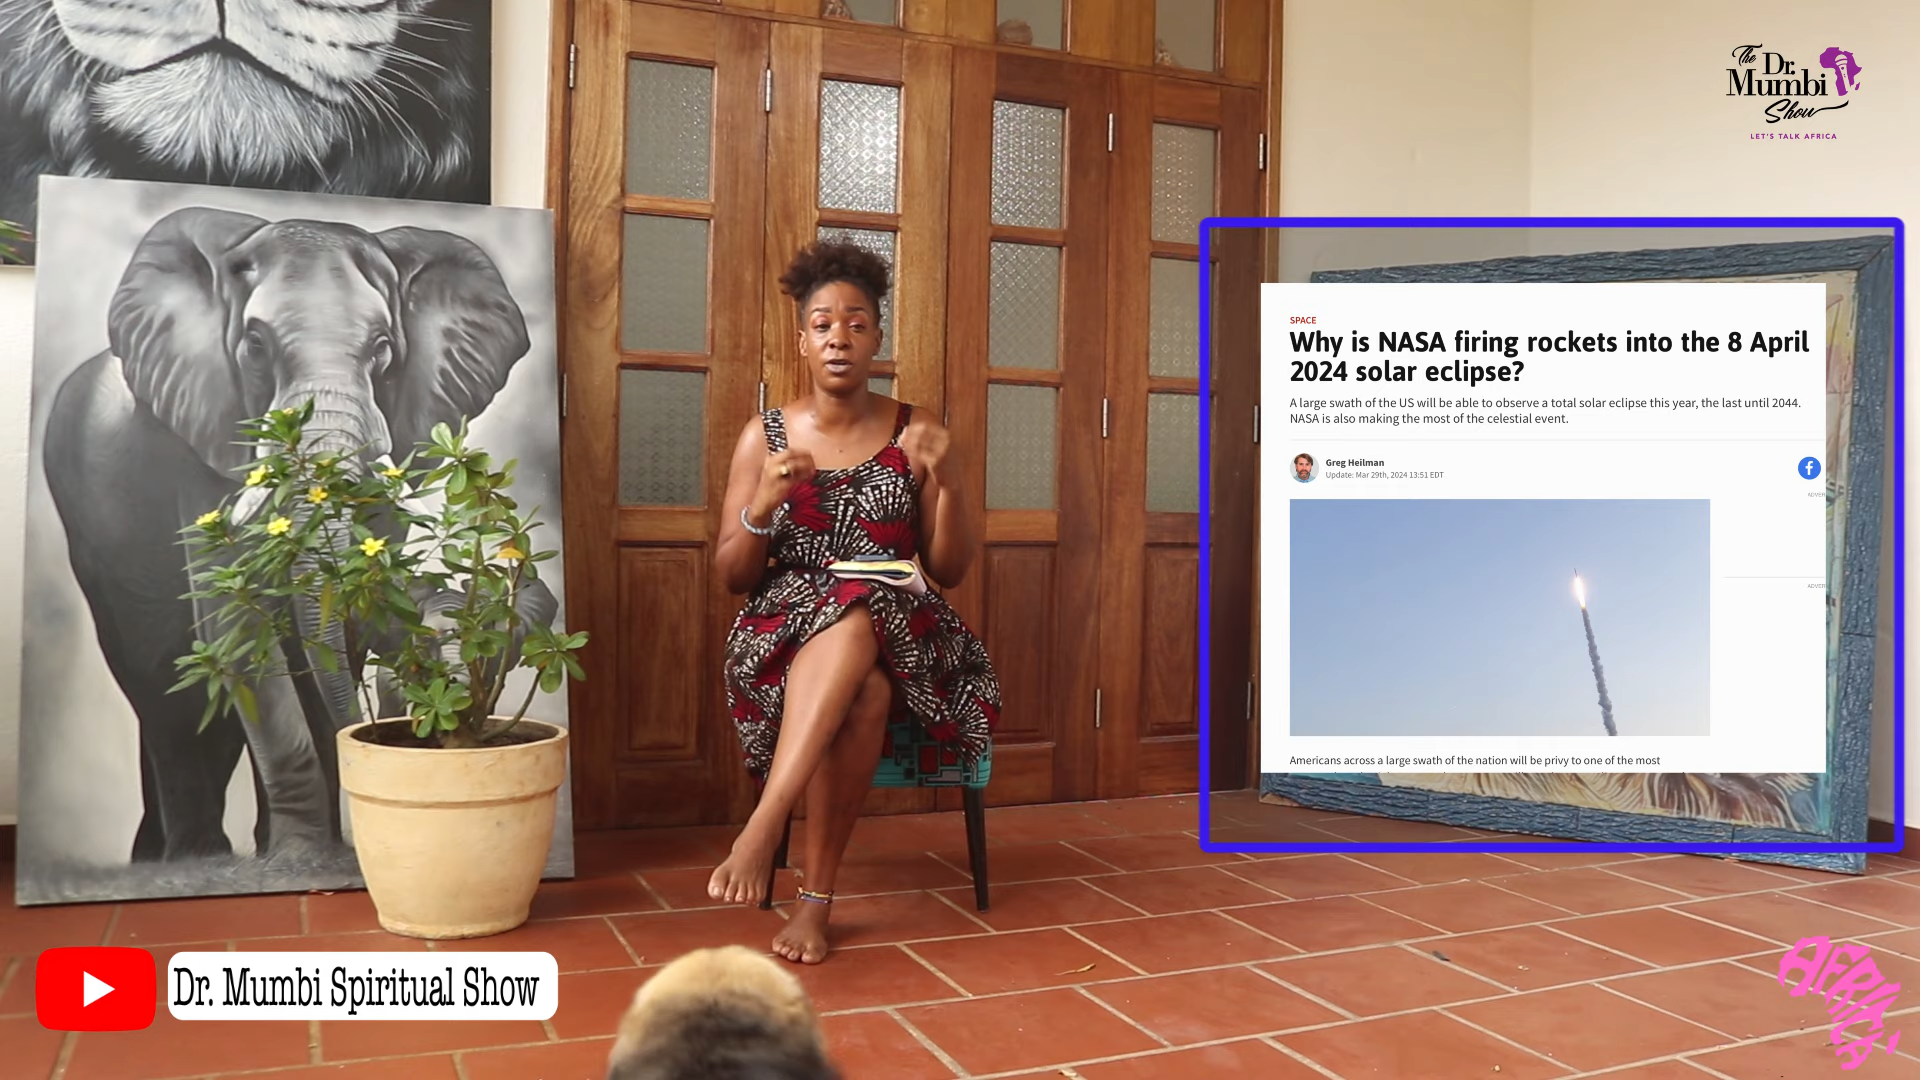 The
Dr.
Mumbi
Show
LET'S TALK AFRICA
SPACE
Why is NASA firing rockets into the 8 April
2024 solar eclipse?
A large swath of the US will be able to observe a total solar eclipse this year, the last until 2044.
NASA is also making the most of the celestial event.
Greg Heilman
Update: Mar 29th, 2024 13:51 EDT
f
ADVER
ADVER
Americans across a large swath of the nation will be privy to one of the most
Dr. Mumbi Spiritual Show
AFRICA